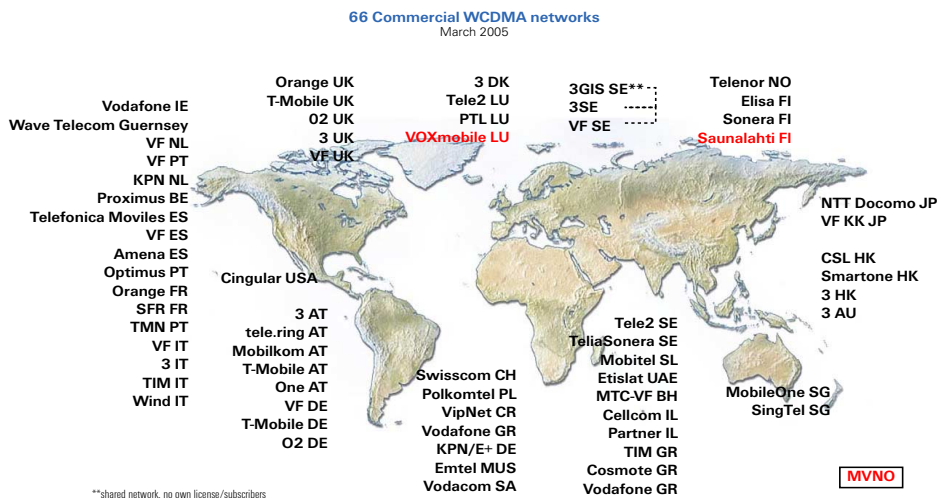 66 Commercial WCDMA networks
March 2005
Vodafone IE
Wave Telecom Guernsey
VF NL
VF PT
KPN NL
Proximus BE
Telefonica Moviles ES
VF ES
Amena ES
Optimus PT
Orange FR
SFR FR
TMN PT
VF IT
3 IT
TIM IT
Wind IT
Orange UK
T-Mobile UK
02 UK
3 UK
VF UK
Cingular USA
3 AT
tele.ring AT
Mobilkom AT
T-Mobile AT
One AT
VF DE
T-Mobile DE
O2 DE
3 DK
Tele2 LU
PTL LU
VOXmobile LU
Swisscom CH
Polkomtel PL
VipNet CR
Vodafone GR
KPN/E+ DE
Emtel MUS
Vodacom SA
3GIS SE**
3SE
VF SE
Tele2 SE
TeliaSonera SE
Mobitel SL
Etislat UAE
MTC-VF BH
Cellcom IL
Partner IL
TIM GR
Cosmote GR
Vodafone GR
Telenor NO
Elisa FI
Sonera FI
Saunalahti FI
NTT Docomo JP
VF KK JP
CSL HK
Smartone HK
3 HK
3 AU
MobileOne SG
SingTel SG
MVNO
**shared network, no own license/subscribers